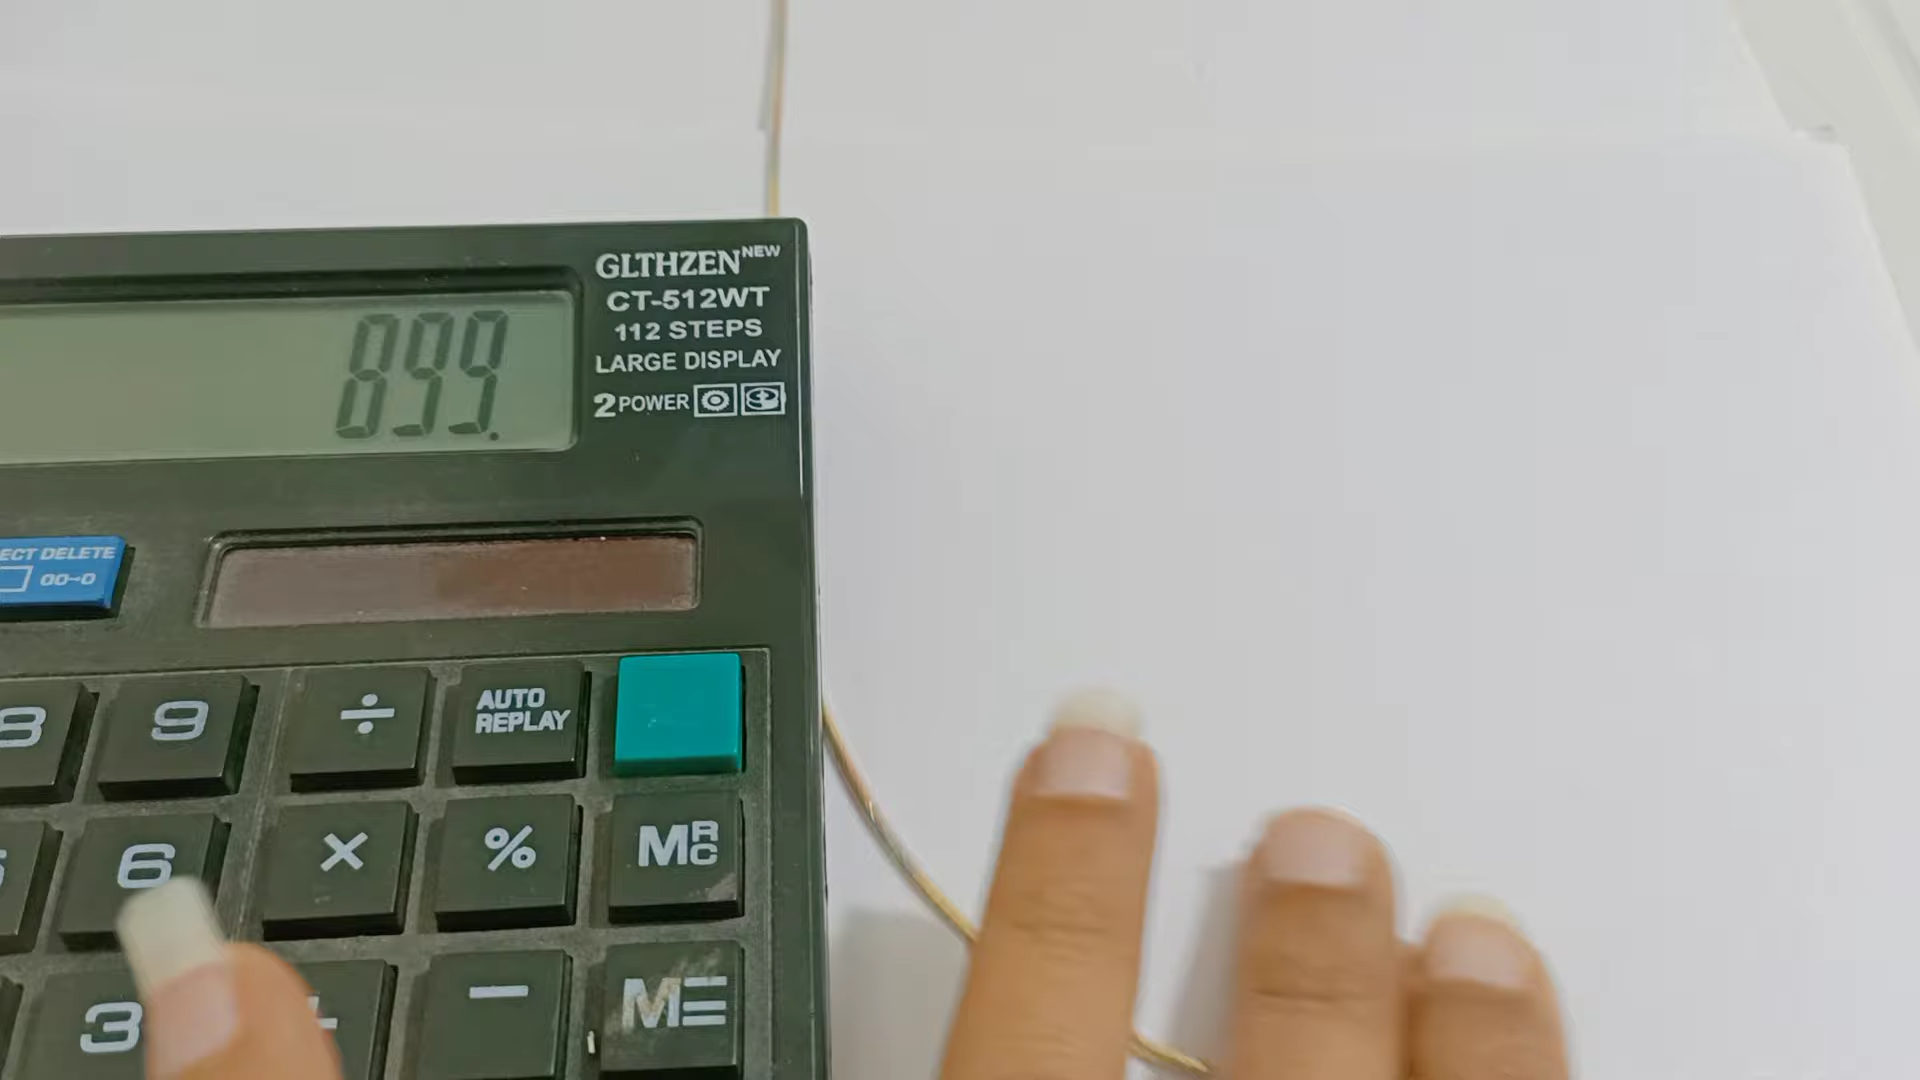 GLTHZEN NEW
CT-512WT
112 STEPS
LARGE DISPLAY
2 POWER
899.
ECT DELETE
00→0
8 9 ÷ AUTO REPLAY
6 × % MRC
3 - M=